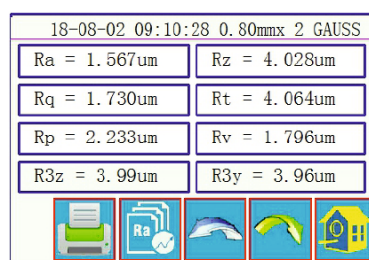 18-08-02 09:10:28 0.80mmx 2 GAUSS
Ra = 1.567um Rz = 4.028um
Rq = 1.730um Rt = 4.064um
Rp = 2.233um Rv = 1.796um
R3z = 3.99um R3y = 3.96um
Ra